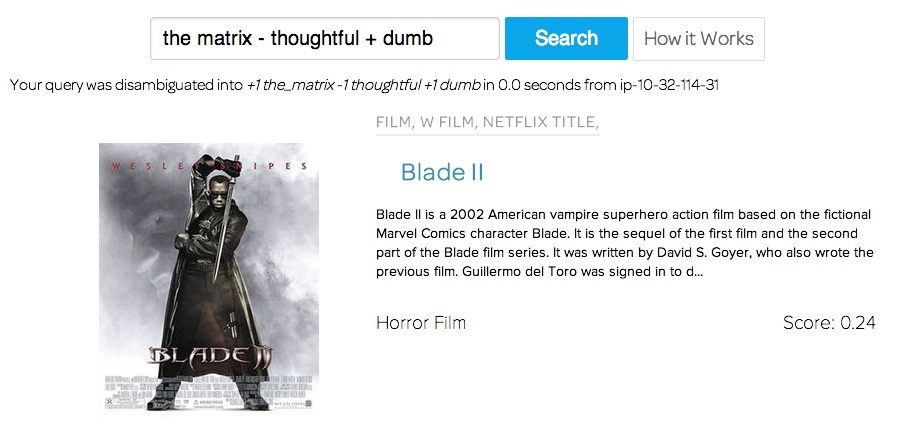 the matrix - thoughtful + dumb
Search
How it Works
Your query was disambiguated into +1 the_matrix -1 thoughtful +1 dumb in 0.0 seconds from ip-10-32-114-31
FILM, W FILM, NETFLIX TITLE,
WESLEY SNIPES
Blade II
Blade II is a 2002 American vampire superhero action film based on the fictional
Marvel Comics character Blade. It is the sequel of the first film and the second
part of the Blade film series. It was written by David S. Goyer, who also wrote the
previous film. Guillermo del Toro was signed in to d...
Horror Film
Score: 0.24
BLADE II